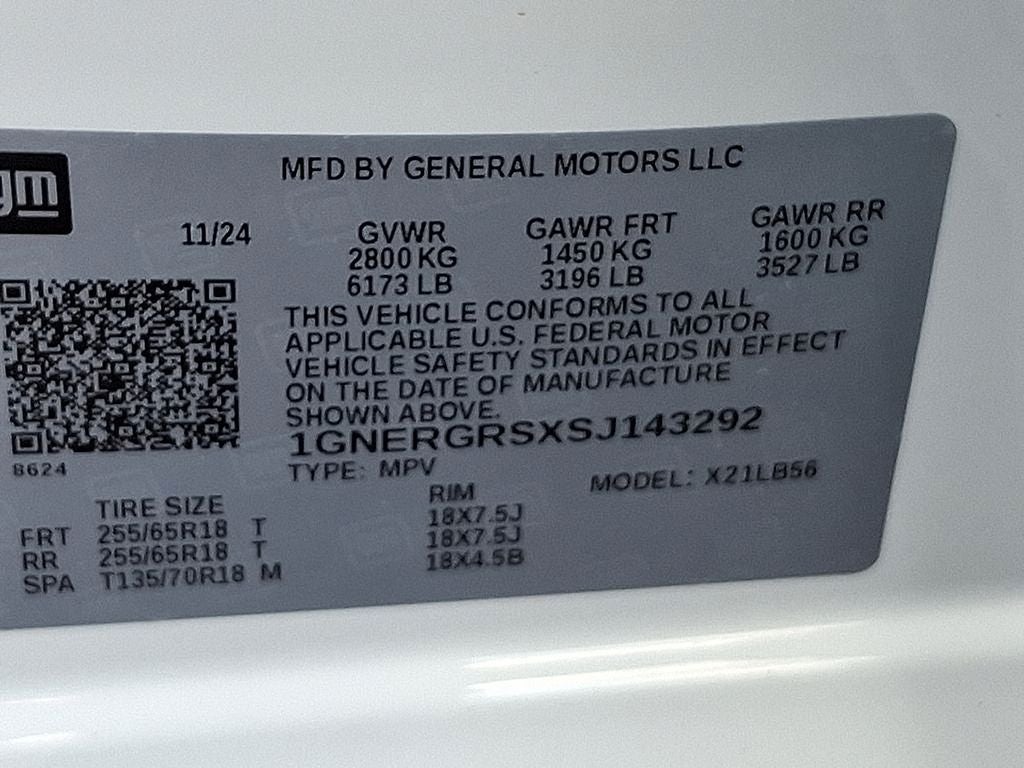 gm
MFD BY GENERAL MOTORS LLC
11/24 GVWR GAWR FRT GAWR RR
2800 KG 1450 KG 1600 KG
6173 LB 3196 LB 3527 LB
THIS VEHICLE CONFORMS TO ALL
APPLICABLE U.S. FEDERAL MOTOR
VEHICLE SAFETY STANDARDS IN EFFECT
ON THE DATE OF MANUFACTURE
SHOWN ABOVE.
1GNERGRSXSJ143292
8624
TYPE: MPV MODEL: X21LB56
TIRE SIZE RIM
FRT 255/65R18 T 18X7.5J
RR 255/65R18 T 18X7.5J
SPA T135/70R18 M 18X4.5B